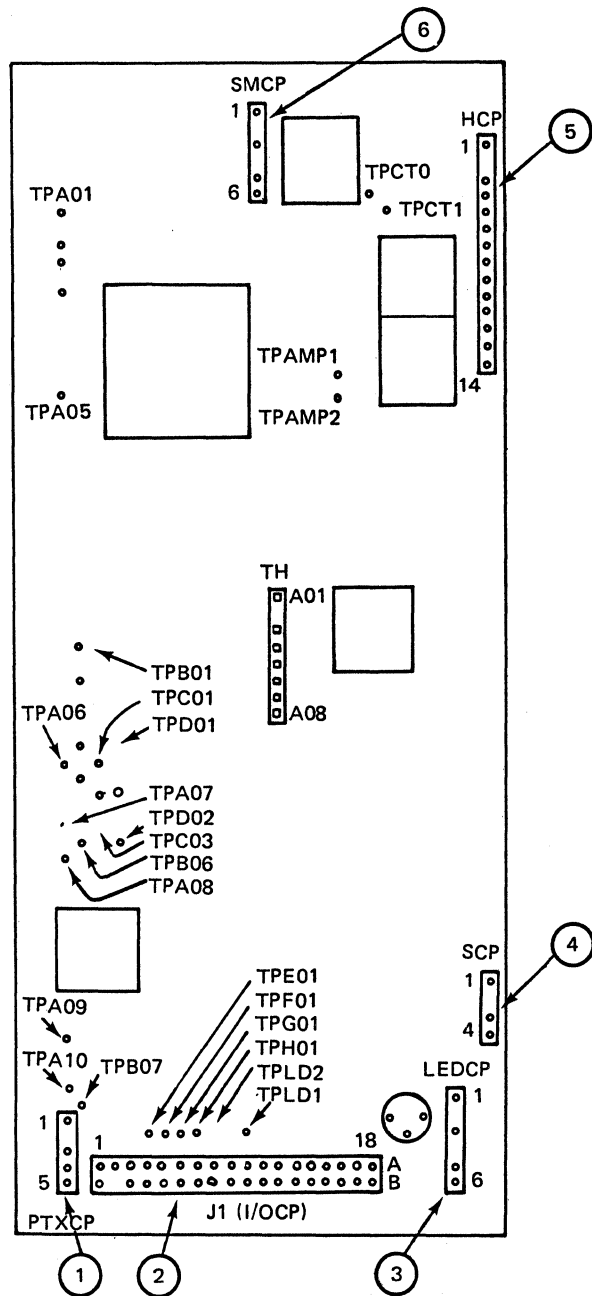 6
SMCP
1
6
HCP
1
5
14
TPCT0
TPCT1
TPA01
TPA05
TPAMP1
TPAMP2
TH
A01
A08
TPB01
TPC01
TPA06
TPD01
TPA07
TPD02
TPC03
TPB06
TPA08
SCP
1
4
4
TPE01
TPF01
TPG01
TPH01
TPLD2
TPLD1
TPA09
TPA10
TPB07
LEDCP
1
6
1
5
PTXCP
1
18
A
B
J1 (I/OCP)
1
2
3